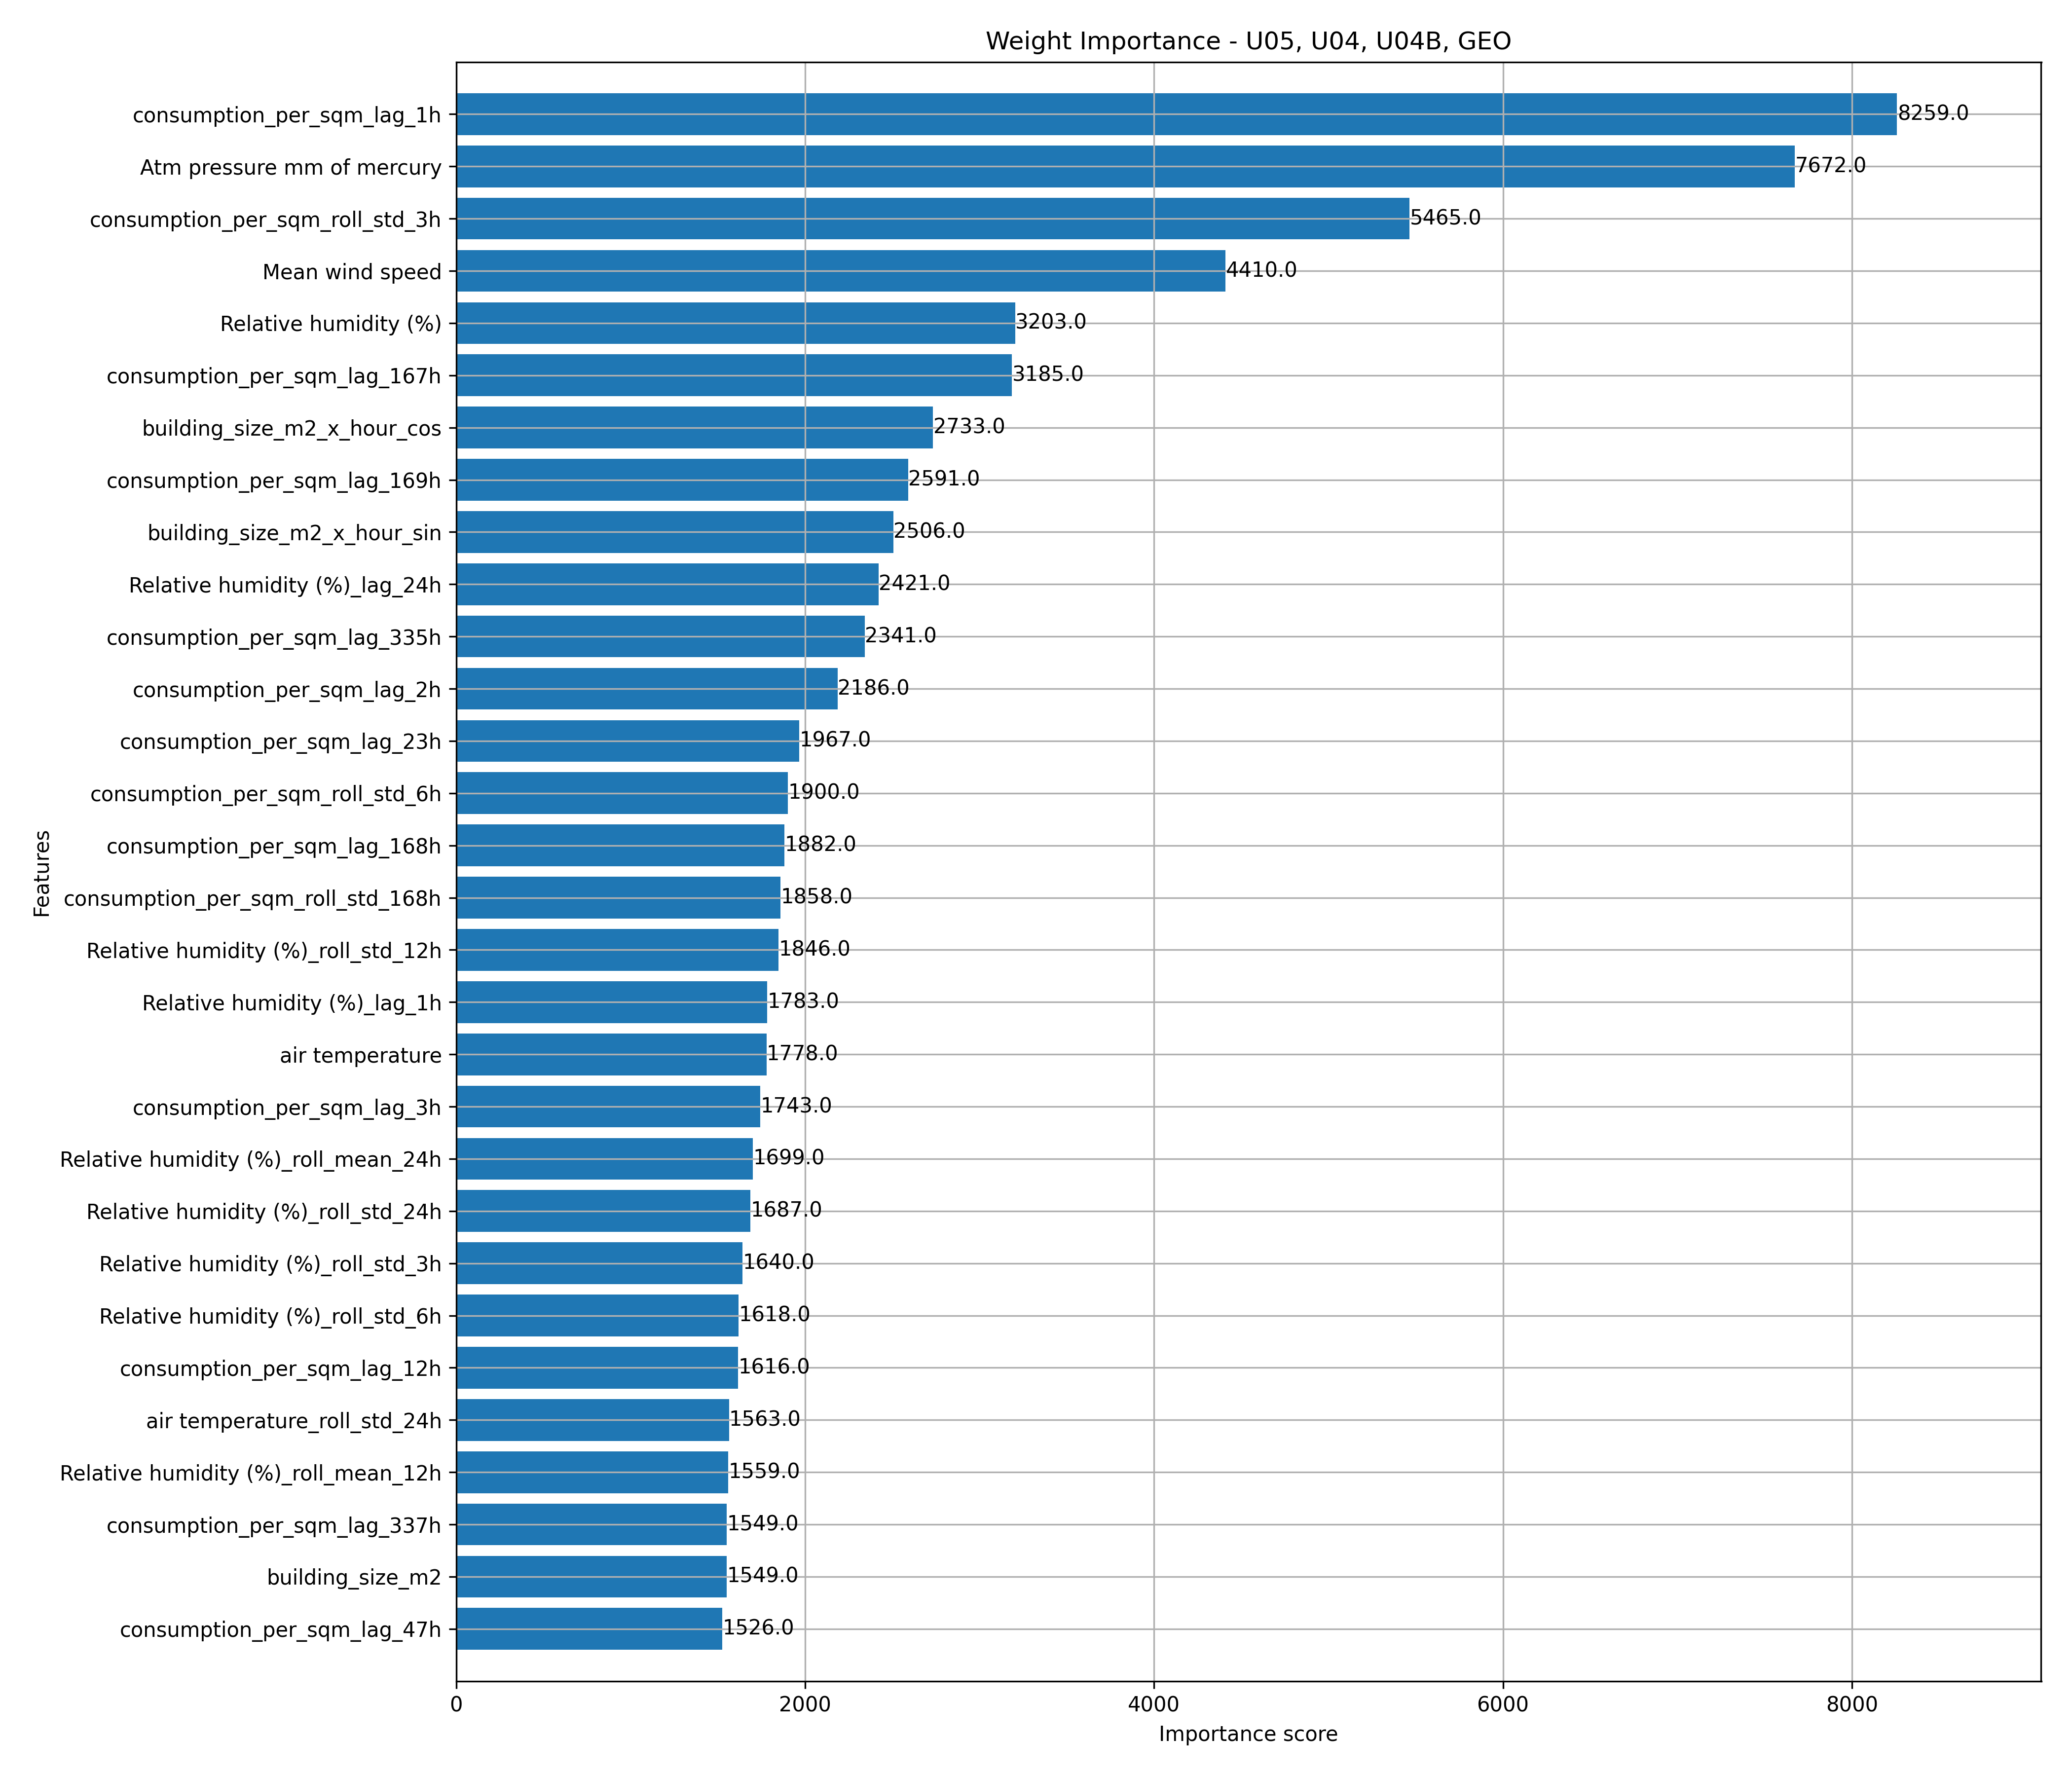 Weight Importance - U05, U04, U04B, GEO
consumption_per_sqm_lag_1h 8259.0
Atm pressure mm of mercury 7672.0
consumption_per_sqm_roll_std_3h 5465.0
Mean wind speed 4410.0
Relative humidity (%) 3203.0
consumption_per_sqm_lag_167h 3185.0
building_size_m2_x_hour_cos 2733.0
consumption_per_sqm_lag_169h 2591.0
building_size_m2_x_hour_sin 2506.0
Relative humidity (%)_lag_24h 2421.0
consumption_per_sqm_lag_335h 2341.0
consumption_per_sqm_lag_2h 2186.0
consumption_per_sqm_lag_23h 1967.0
consumption_per_sqm_roll_std_6h 1900.0
consumption_per_sqm_lag_168h 1882.0
consumption_per_sqm_roll_std_168h 1858.0
Relative humidity (%)_roll_std_12h 1846.0
Relative humidity (%)_lag_1h 1783.0
air temperature 1778.0
consumption_per_sqm_lag_3h 1743.0
Relative humidity (%)_roll_mean_24h 1699.0
Relative humidity (%)_roll_std_24h 1687.0
Relative humidity (%)_roll_std_3h 1640.0
Relative humidity (%)_roll_std_6h 1618.0
consumption_per_sqm_lag_12h 1616.0
air temperature_roll_std_24h 1563.0
Relative humidity (%)_roll_mean_12h 1559.0
consumption_per_sqm_lag_337h 1549.0
building_size_m2 1549.0
consumption_per_sqm_lag_47h 1526.0
Features
0 2000 4000 6000 8000
Importance score